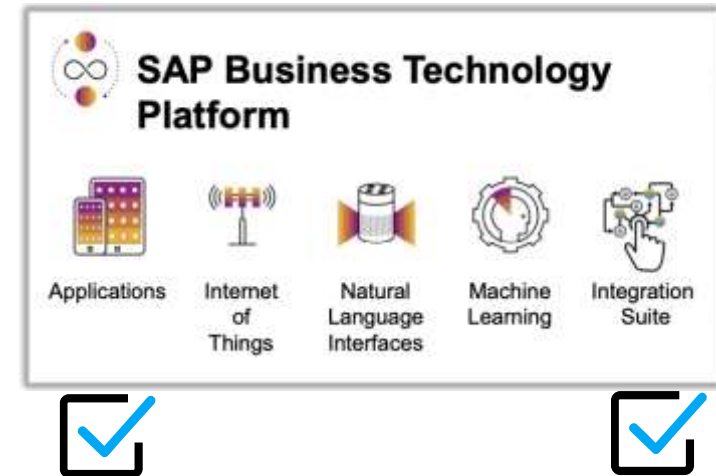 SAP Business Technology
Platform
Applications
Internet
of
Things
Natural
Language
Interfaces
Machine
Learning
Integration
Suite